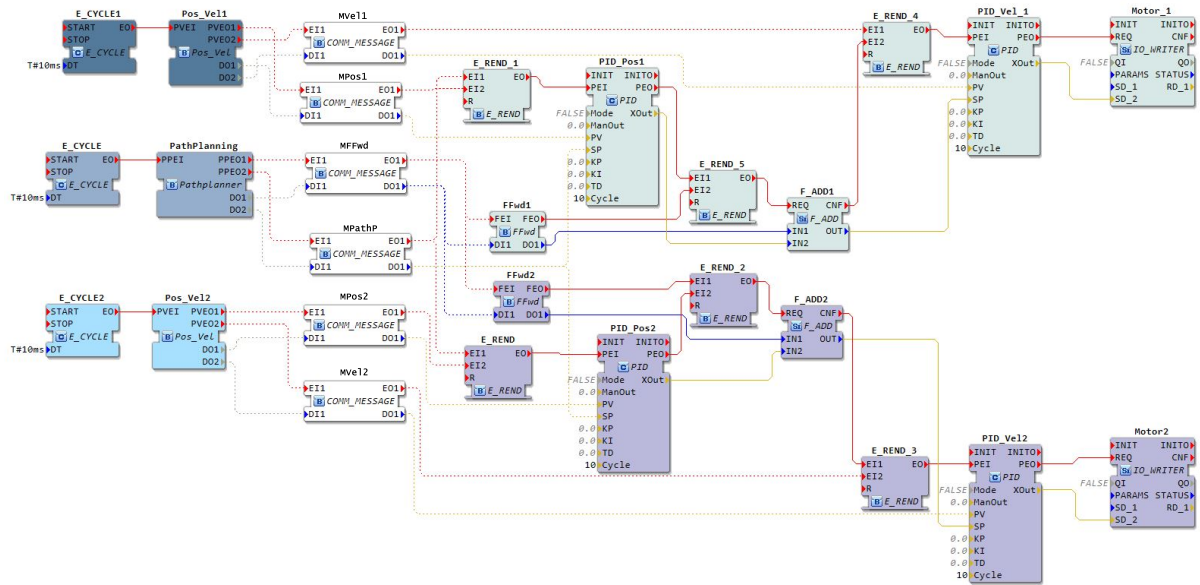 E_CYCLE1
START EO
STOP
E_CYCLE
T#10ms DT
Pos_Vel1
PVEI PVEO1
PVEO2
Pos_Vel
DO1
DO2
MVel1
EI1 EO1
COMM_MESSAGE
DI1 DO1
MPos1
EI1 EO1
COMM_MESSAGE
DI1 DO1
E_REND_1
EI1 EO
EI2
R
E_REND
PID_Pos1
INIT INITO
PEI PEO
PID
FALSE Mode XOut
0.0 ManOut
PV
SP
0.0 KP
0.0 KI
0.0 TD
10 Cycle
E_REND_4
EI1 EO
EI2
R
E_REND
PID_Vel_1
INIT INITO
PEI PEO
PID
FALSE Mode XOut
0.0 ManOut
PV
SP
0.0 KP
0.0 KI
0.0 TD
10 Cycle
Motor_1
INIT INITO
REQ CNF
IO_WRITER
FALSE QI QO
PARAMS STATUS
SD_1 RD_1
SD_2
E_CYCLE
START EO
STOP
E_CYCLE
T#10ms DT
PathPlanning
PPEI PPEO1
PPEO2
Pathplanner
DO1
DO2
MFFwd
EI1 EO1
COMM_MESSAGE
DI1 DO1
MPathP
EI1 EO1
COMM_MESSAGE
DI1 DO1
FFwd1
FEI FEO
FFwd
DI1 DO1
E_REND_5
EI1 EO
EI2
R
E_REND
F_ADD1
REQ CNF
F_ADD
IN1 OUT
IN2
FFwd2
FEI FEO
FFwd
DI1 DO1
E_REND_2
EI1 EO
EI2
R
E_REND
F_ADD2
REQ CNF
F_ADD
IN1 OUT
IN2
E_CYCLE2
START EO
STOP
E_CYCLE
T#10ms DT
Pos_Vel2
PVEI PVEO1
PVEO2
Pos_Vel
DO1
DO2
MPos2
EI1 EO1
COMM_MESSAGE
DI1 DO1
MVel2
EI1 EO1
COMM_MESSAGE
DI1 DO1
E_REND
EI1 EO
EI2
R
E_REND
PID_Pos2
INIT INITO
PEI PEO
PID
FALSE Mode XOut
0.0 ManOut
PV
SP
0.0 KP
0.0 KI
0.0 TD
10 Cycle
E_REND_3
EI1 EO
EI2
R
E_REND
PID_Vel2
INIT INITO
PEI PEO
PID
FALSE Mode XOut
0.0 ManOut
PV
SP
0.0 KP
0.0 KI
0.0 TD
10 Cycle
Motor2
INIT INITO
REQ CNF
IO_WRITER
FALSE QI QO
PARAMS STATUS
SD_1 RD_1
SD_2